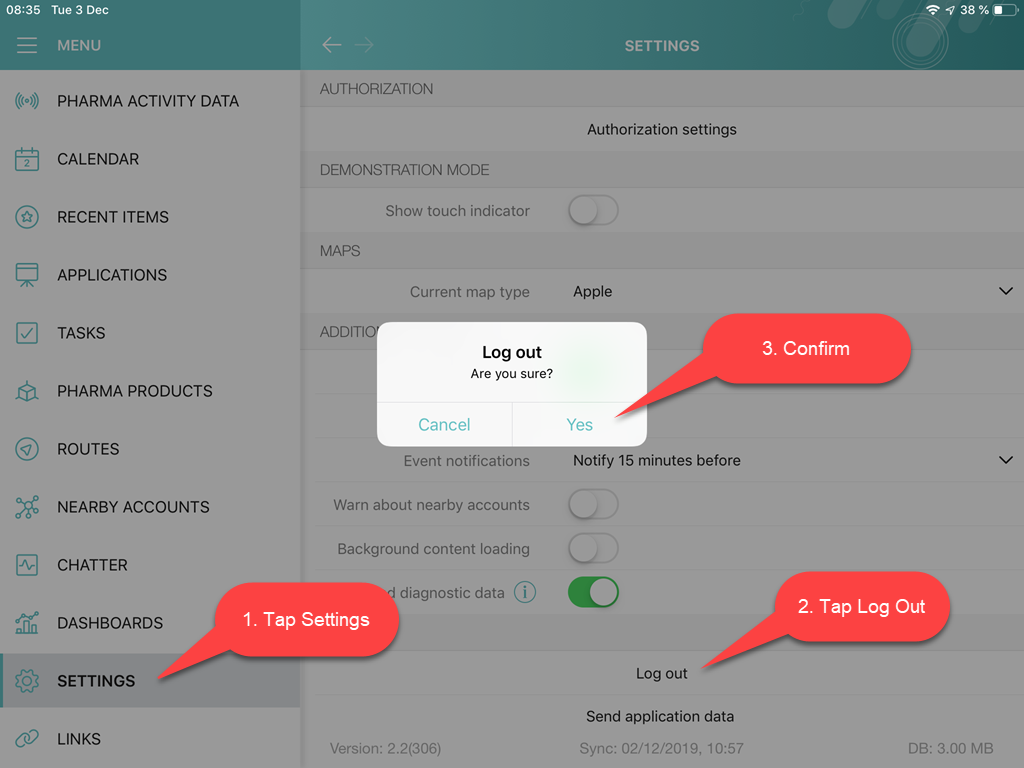 08:35 Tue 3 Dec
38 %
MENU
SETTINGS
PHARMA ACTIVITY DATA
CALENDAR
2
RECENT ITEMS
APPLICATIONS
TASKS
PHARMA PRODUCTS
ROUTES
NEARBY ACCOUNTS
CHATTER
DASHBOARDS
SETTINGS
LINKS
AUTHORIZATION
Authorization settings
DEMONSTRATION MODE
Show touch indicator
MAPS
Current map type Apple
Log out
Are you sure?
Cancel Yes
3. Confirm
Event notifications Notify 15 minutes before
Warn about nearby accounts
Background content loading
diagnostic data i
1. Tap Settings
2. Tap Log Out
Log out
Send application data
Version: 2.2(306) Sync: 02/12/2019, 10:57 DB: 3.00 MB